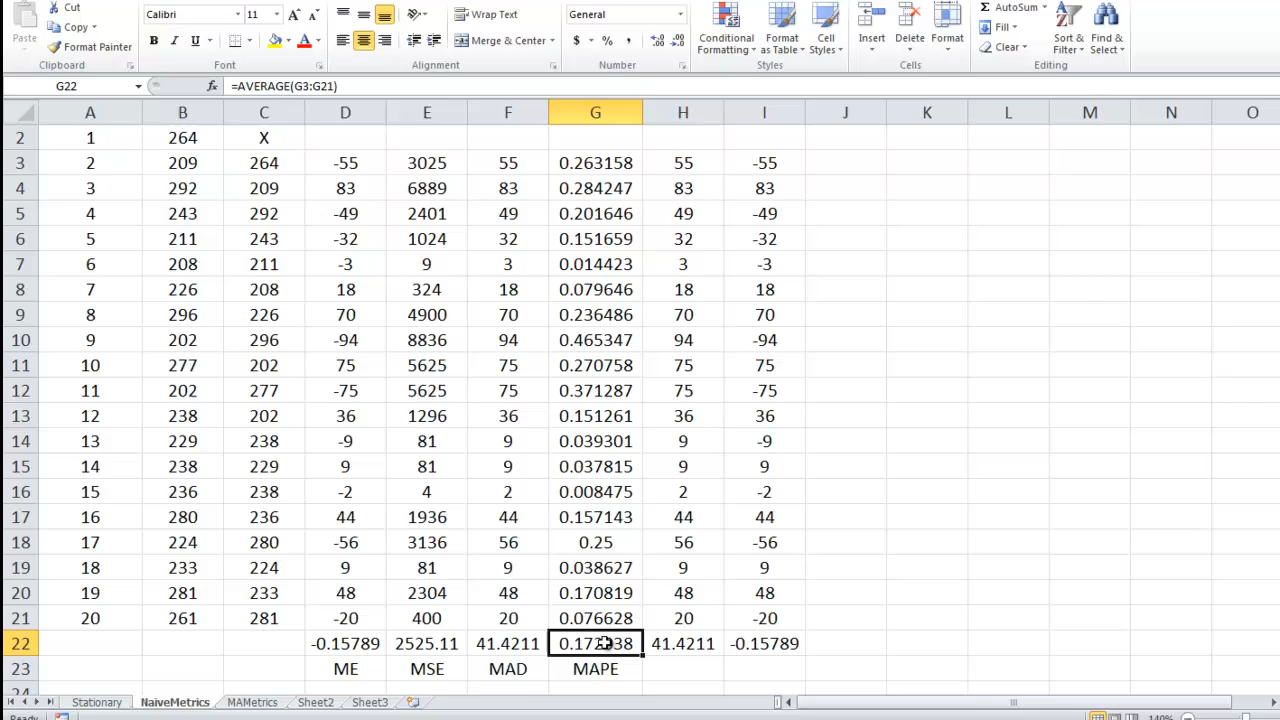 Cut
Copy
Paste
Format Painter
Clipboard
Calibri 11
B I U
Font
Wrap Text
Merge & Center
Alignment
General
$ % ,
Number
Conditional Formatting
Format as Table
Cell Styles
Styles
Insert
Delete
Format
Cells
AutoSum
Fill
Clear
Sort & Filter
Find & Select
Editing
G22 fx =AVERAGE(G3:G21)
A B C D E F G H I J K L M N O
2 1 264 X
3 2 209 264 -55 3025 55 0.263158 55 -55
4 3 292 209 83 6889 83 0.284247 83 83
5 4 243 292 -49 2401 49 0.201646 49 -49
6 5 211 243 -32 1024 32 0.151659 32 -32
7 6 208 211 -3 9 3 0.014423 3 -3
8 7 226 208 18 324 18 0.079646 18 18
9 8 296 226 70 4900 70 0.236486 70 70
10 9 202 296 -94 8836 94 0.465347 94 -94
11 10 277 202 75 5625 75 0.270758 75 75
12 11 202 277 -75 5625 75 0.371287 75 -75
13 12 238 202 36 1296 36 0.151261 36 36
14 13 229 238 -9 81 9 0.039301 9 -9
15 14 238 229 9 81 9 0.037815 9 9
16 15 236 238 -2 4 2 0.008475 2 -2
17 16 280 236 44 1936 44 0.157143 44 44
18 17 224 280 -56 3136 56 0.25 56 -56
19 18 233 224 9 81 9 0.038627 9 9
20 19 281 233 48 2304 48 0.170819 48 48
21 20 261 281 -20 400 20 0.076628 20 -20
22 -0.15789 2525.11 41.4211 41.4211 -0.15789
23 ME MSE MAD MAPE
24
Stationary NaiveMetrics MAMetrics Sheet2 Sheet3
Ready 140%